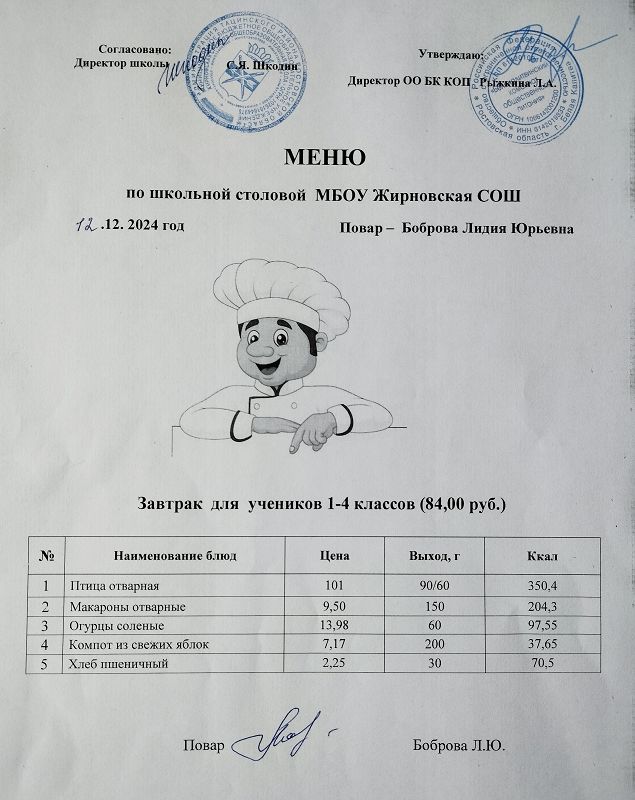 Согласовано:
Директор школы С.Я. Шкодин
Утверждаю:
Директор ОО БК КОП Рыжкина Л.А.
МЕНЮ
по школьной столовой МБОУ Жирновская СОШ
12 .12. 2024 год
Повар – Боброва Лидия Юрьевна
Завтрак для учеников 1-4 классов (84,00 руб.)
№ Наименование блюд Цена Выход, г Ккал
1 Птица отварная 101 90/60 350,4
2 Макароны отварные 9,50 150 204,3
3 Огурцы соленые 13,98 60 97,55
4 Компот из свежих яблок 7,17 200 37,65
5 Хлеб пшеничный 2,25 30 70,5
Повар Боброва Л.Ю.